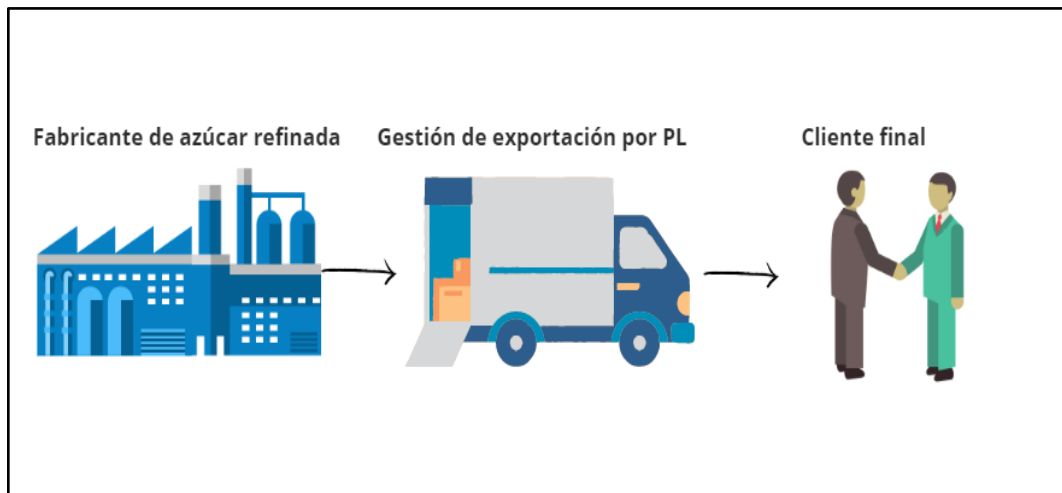 Fabricante de azúcar refinada
Gestión de exportación por PL
Cliente final